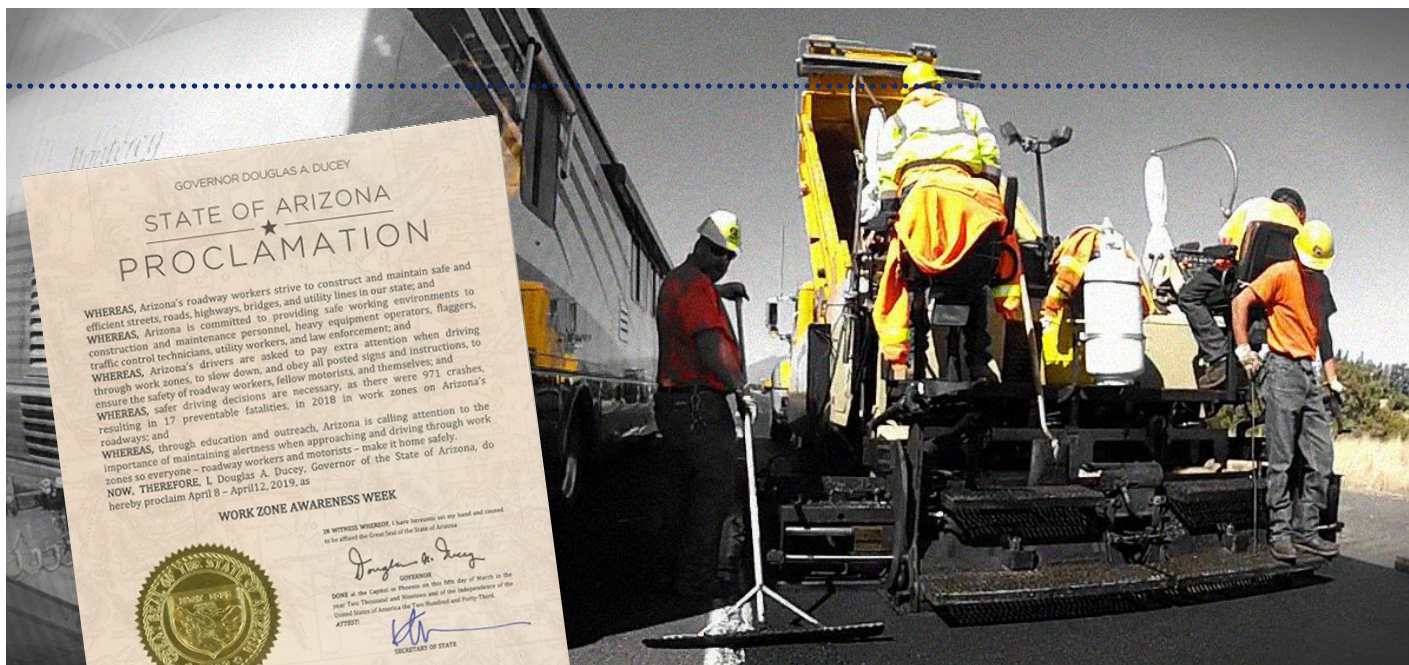 GOVERNOR DOUGLAS A. DUCEY
STATE OF ARIZONA
PROCLAMATION
WHEREAS, Arizona's roadway workers strive to construct and maintain safe and
efficient streets, roads, highways, bridges, and utility lines in our state; and
WHEREAS, Arizona is committed to providing safe working environments to
construction and maintenance personnel, heavy equipment operators, flaggers,
traffic control technicians, utility workers, and law enforcement; and
WHEREAS, Arizona's drivers are asked to pay extra attention when driving
through work zones, to slow down, and obey all posted signs and instructions, to
ensure the safety of roadway workers, fellow motorists, and themselves; and
WHEREAS, safer driving decisions are necessary, as there were 971 crashes,
resulting in 17 preventable fatalities, in 2018 in work zones on Arizona's
roadways; and
WHEREAS, through education and outreach, Arizona is calling attention to the
importance of maintaining alertness when approaching and driving through work
zones so everyone – roadway workers and motorists – make it home safely.
NOW, THEREFORE, I, Douglas A. Ducey, Governor of the State of Arizona, do
hereby proclaim April 8 – April12, 2019, as
WORK ZONE AWARENESS WEEK
IN WITNESS WHEREOF, I have hereunto set my hand and caused
to be affixed the Great Seal of the State of Arizona
Douglas A. Ducey
GOVERNOR
DONE at the Capitol in Phoenix on this fifth day of March in the
year Two Thousand and Nineteen and of the Independence of the
United States of America the Two Hundred and Forty-Third.
ATTEST:
SECRETARY OF STATE
GREAT SEAL OF THE STATE OF ARIZONA